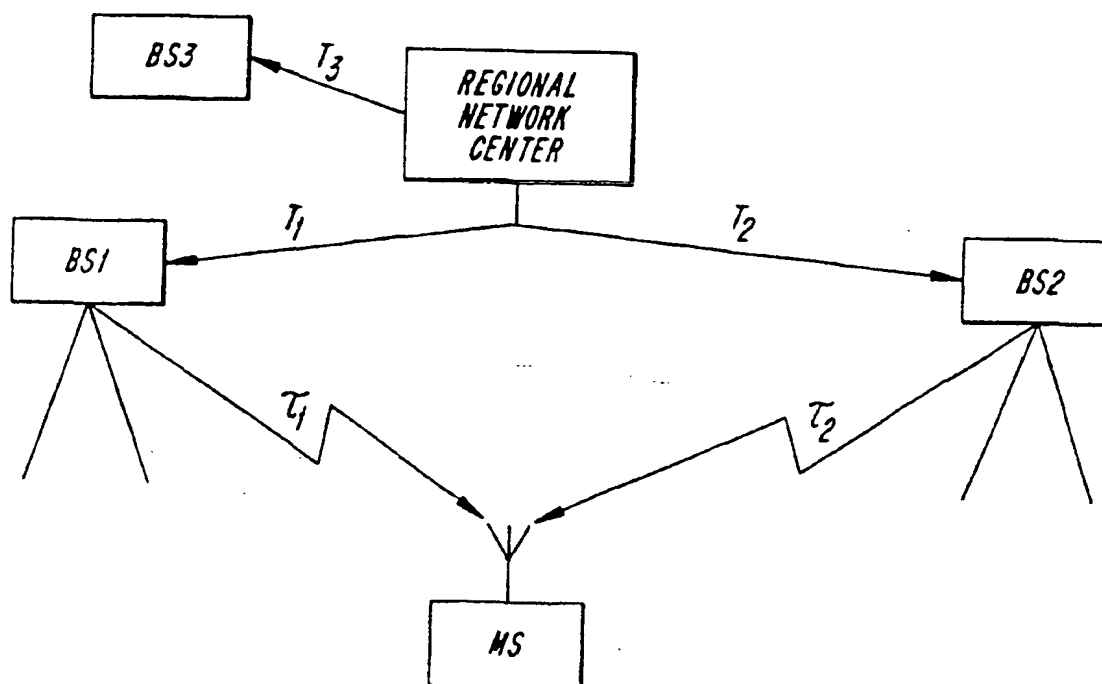 BS3
T3
REGIONAL
NETWORK
CENTER
T1
T2
BS1
BS2
τ1
τ2
MS